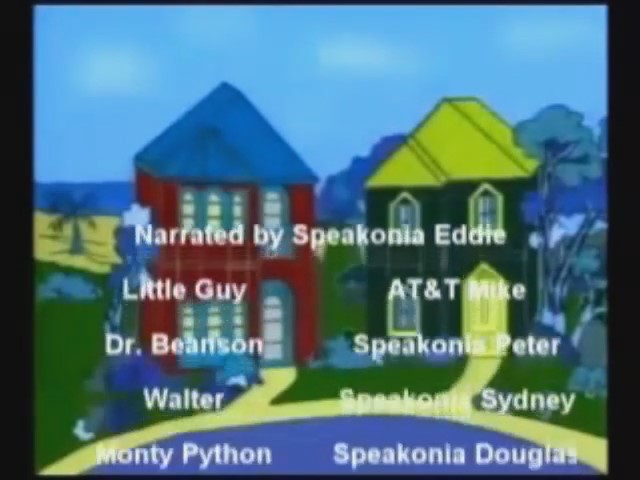 Narrated by Speakonia Eddie
Little Guy AT&T Mike
Dr. Beanson Speakonia Peter
Walter Speakonia Sydney
Monty Python Speakonia Douglas